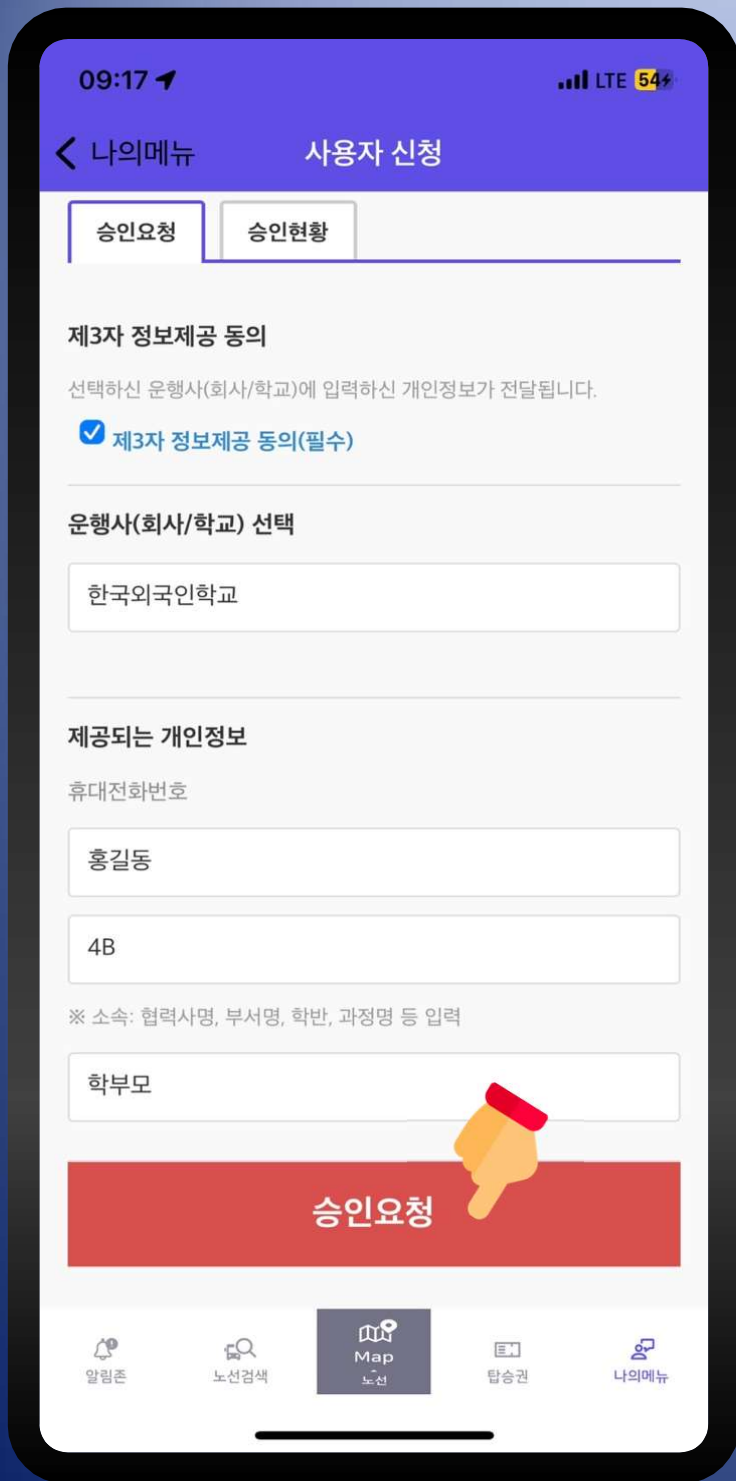 09:17
LTE 54
나의메뉴
사용자 신청
승인요청
승인현황
제3자 정보제공 동의
선택하신 운행사(회사/학교)에 입력하신 개인정보가 전달됩니다.
제3자 정보제공 동의(필수)
운행사(회사/학교) 선택
한국외국인학교
제공되는 개인정보
휴대전화번호
홍길동
4B
※ 소속: 협력사명, 부서명, 학반, 과정명 등 입력
학부모
승인요청
알림존
노선검색
Map
노선
탑승권
나의메뉴